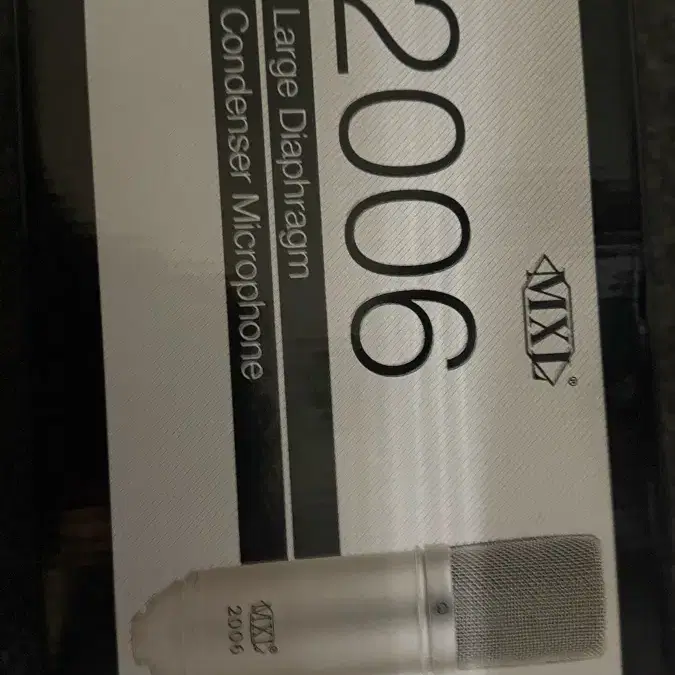 MXL®
2006
Large Diaphragm
Condenser Microphone
MXL®
2006